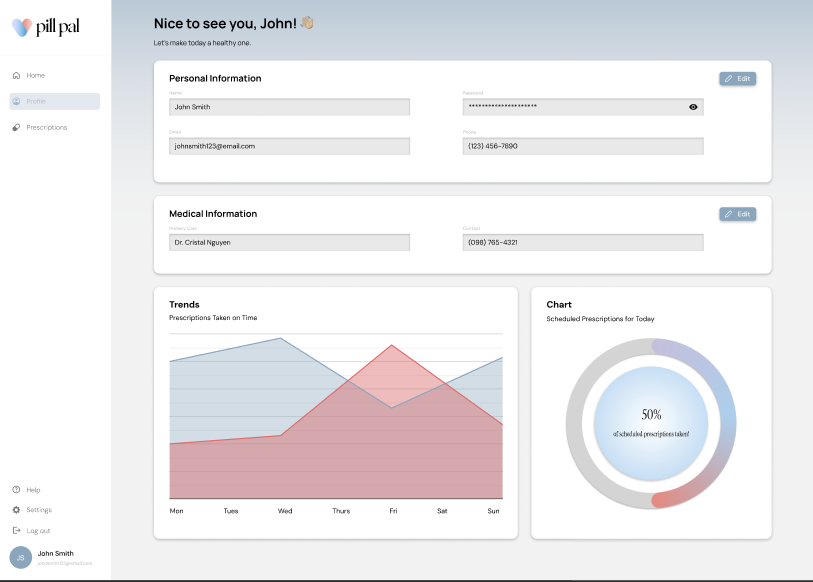 pill pal
Home
Profile
Prescriptions
Help
Settings
Log out
JS
John Smith
johnsmith123@email.com
Nice to see you, John! 👋🏼
Let's make today a healthy one.
Personal Information
Edit
Name
Password
John Smith
*********************
Email
Phone
johnsmith123@email.com
(123) 456-7890
Medical Information
Edit
Primary Care
Contact
Dr. Cristal Nguyen
(098) 765-4321
Trends
Prescriptions Taken on Time
Mon Tues Wed Thurs Fri Sat Sun
Chart
Scheduled Prescriptions for Today
50%
of scheduled prescriptions taken!